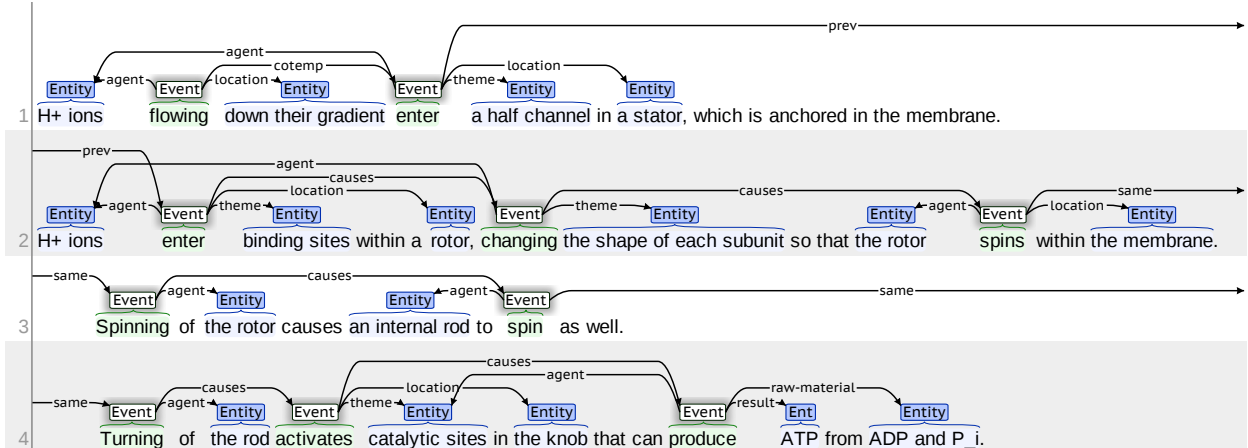 prev
agent
cotemp
agent location theme location
Entity Event Entity Event Entity Entity
1 H+ ions flowing down their gradient enter a half channel in a stator, which is anchored in the membrane.
prev
agent
causes
location causes same
agent theme theme agent location
Entity Event Entity Entity Event Entity Entity Event Entity
2 H+ ions enter binding sites within a rotor, changing the shape of each subunit so that the rotor spins within the membrane.
same causes
agent agent same
Event Entity Entity Event
3 Spinning of the rotor causes an internal rod to spin as well.
causes
agent
causes location raw-material
same agent theme result
Event Entity Event Entity Entity Event Ent Entity
4 Turning of the rod activates catalytic sites in the knob that can produce ATP from ADP and P_i.